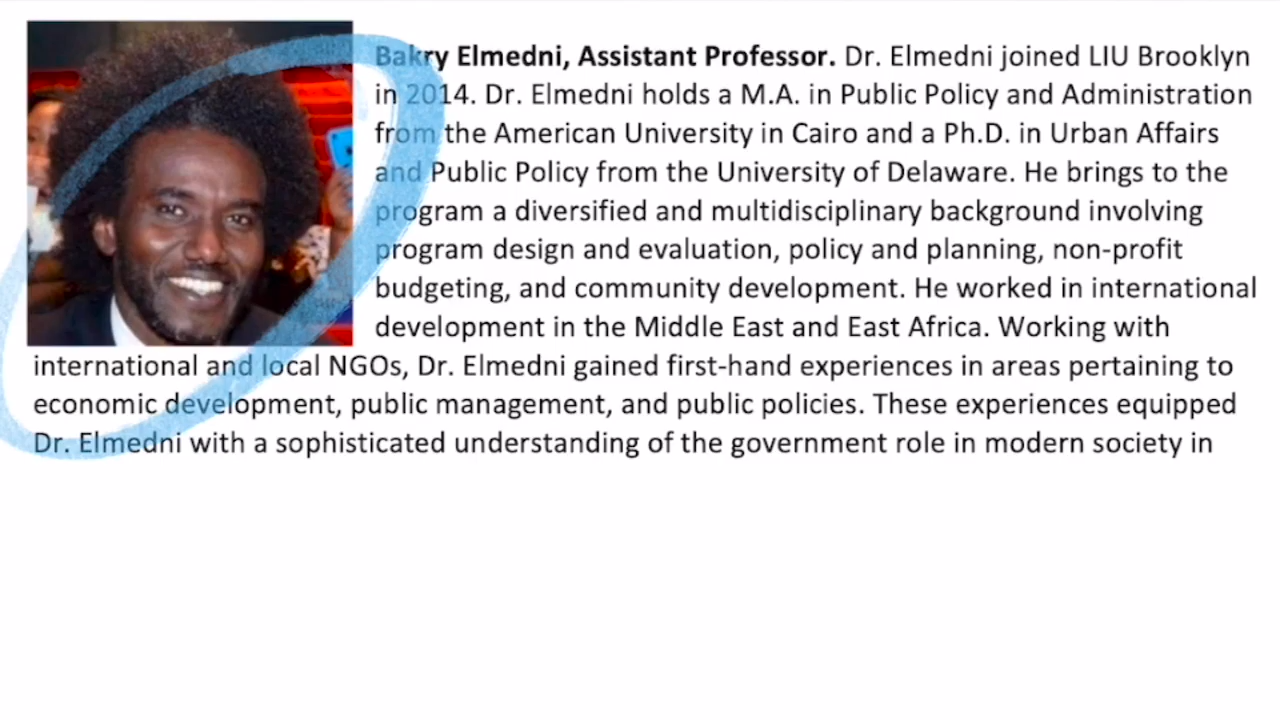 Bakry Elmedni, Assistant Professor. Dr. Elmedni joined LIU Brooklyn
in 2014. Dr. Elmedni holds a M.A. in Public Policy and Administration
from the American University in Cairo and a Ph.D. in Urban Affairs
and Public Policy from the University of Delaware. He brings to the
program a diversified and multidisciplinary background involving
program design and evaluation, policy and planning, non-profit
budgeting, and community development. He worked in international
development in the Middle East and East Africa. Working with
international and local NGOs, Dr. Elmedni gained first-hand experiences in areas pertaining to
economic development, public management, and public policies. These experiences equipped
Dr. Elmedni with a sophisticated understanding of the government role in modern society in